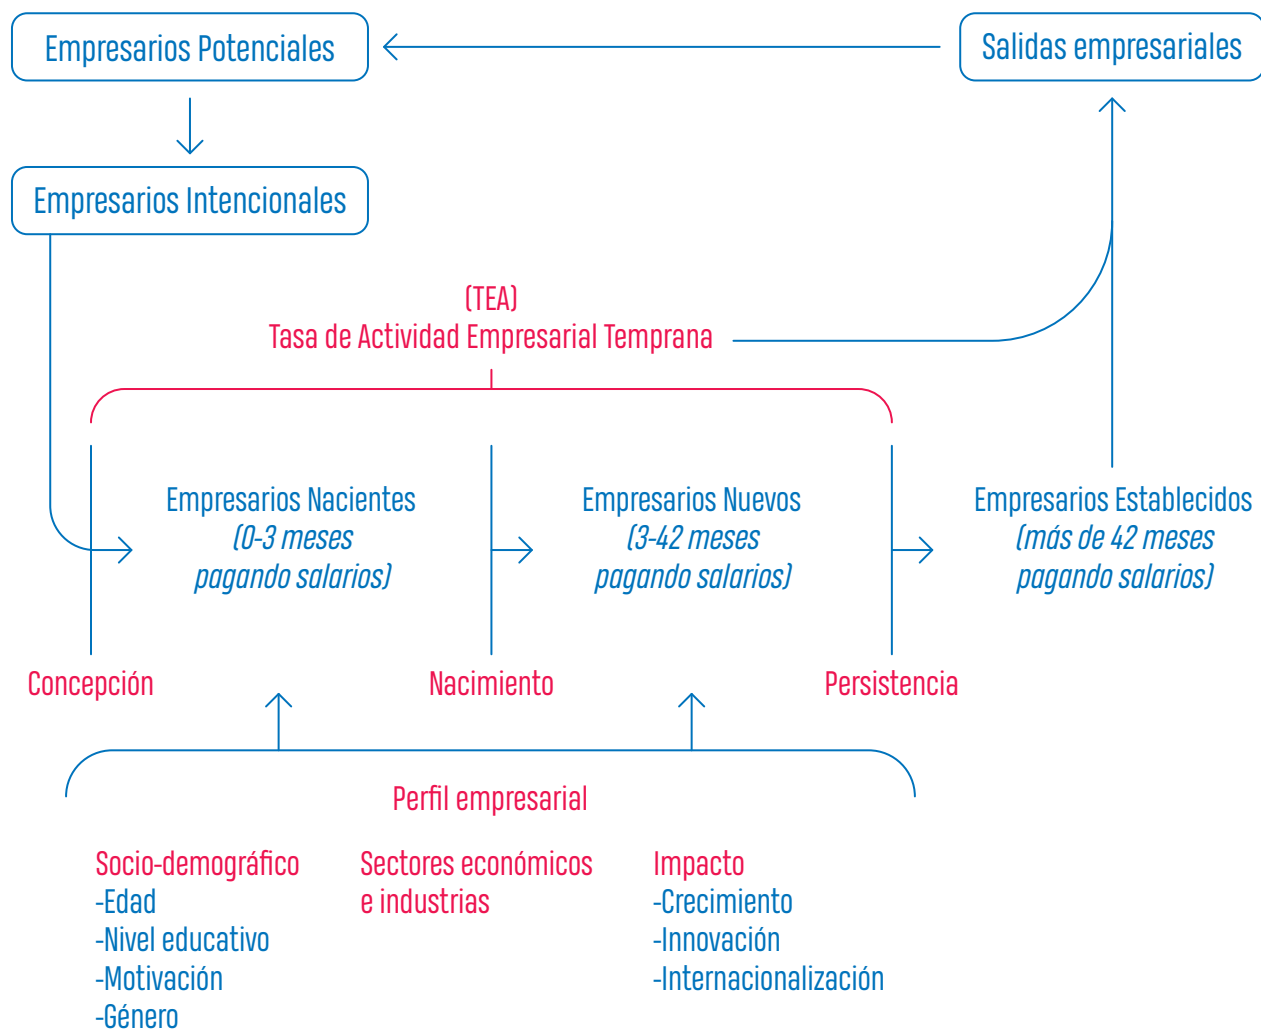 Empresarios Potenciales
Salidas empresariales
Empresarios Intencionales
(TEA)
Tasa de Actividad Empresarial Temprana
Empresarios Nacientes
(0-3 meses
pagando salarios)
Empresarios Nuevos
(3-42 meses
pagando salarios)
Empresarios Establecidos
(más de 42 meses
pagando salarios)
Concepción
Nacimiento
Persistencia
Perfil empresarial
Socio-demográfico
-Edad
-Nivel educativo
-Motivación
-Género
Sectores económicos
e industrias
Impacto
-Crecimiento
-Innovación
-Internacionalización